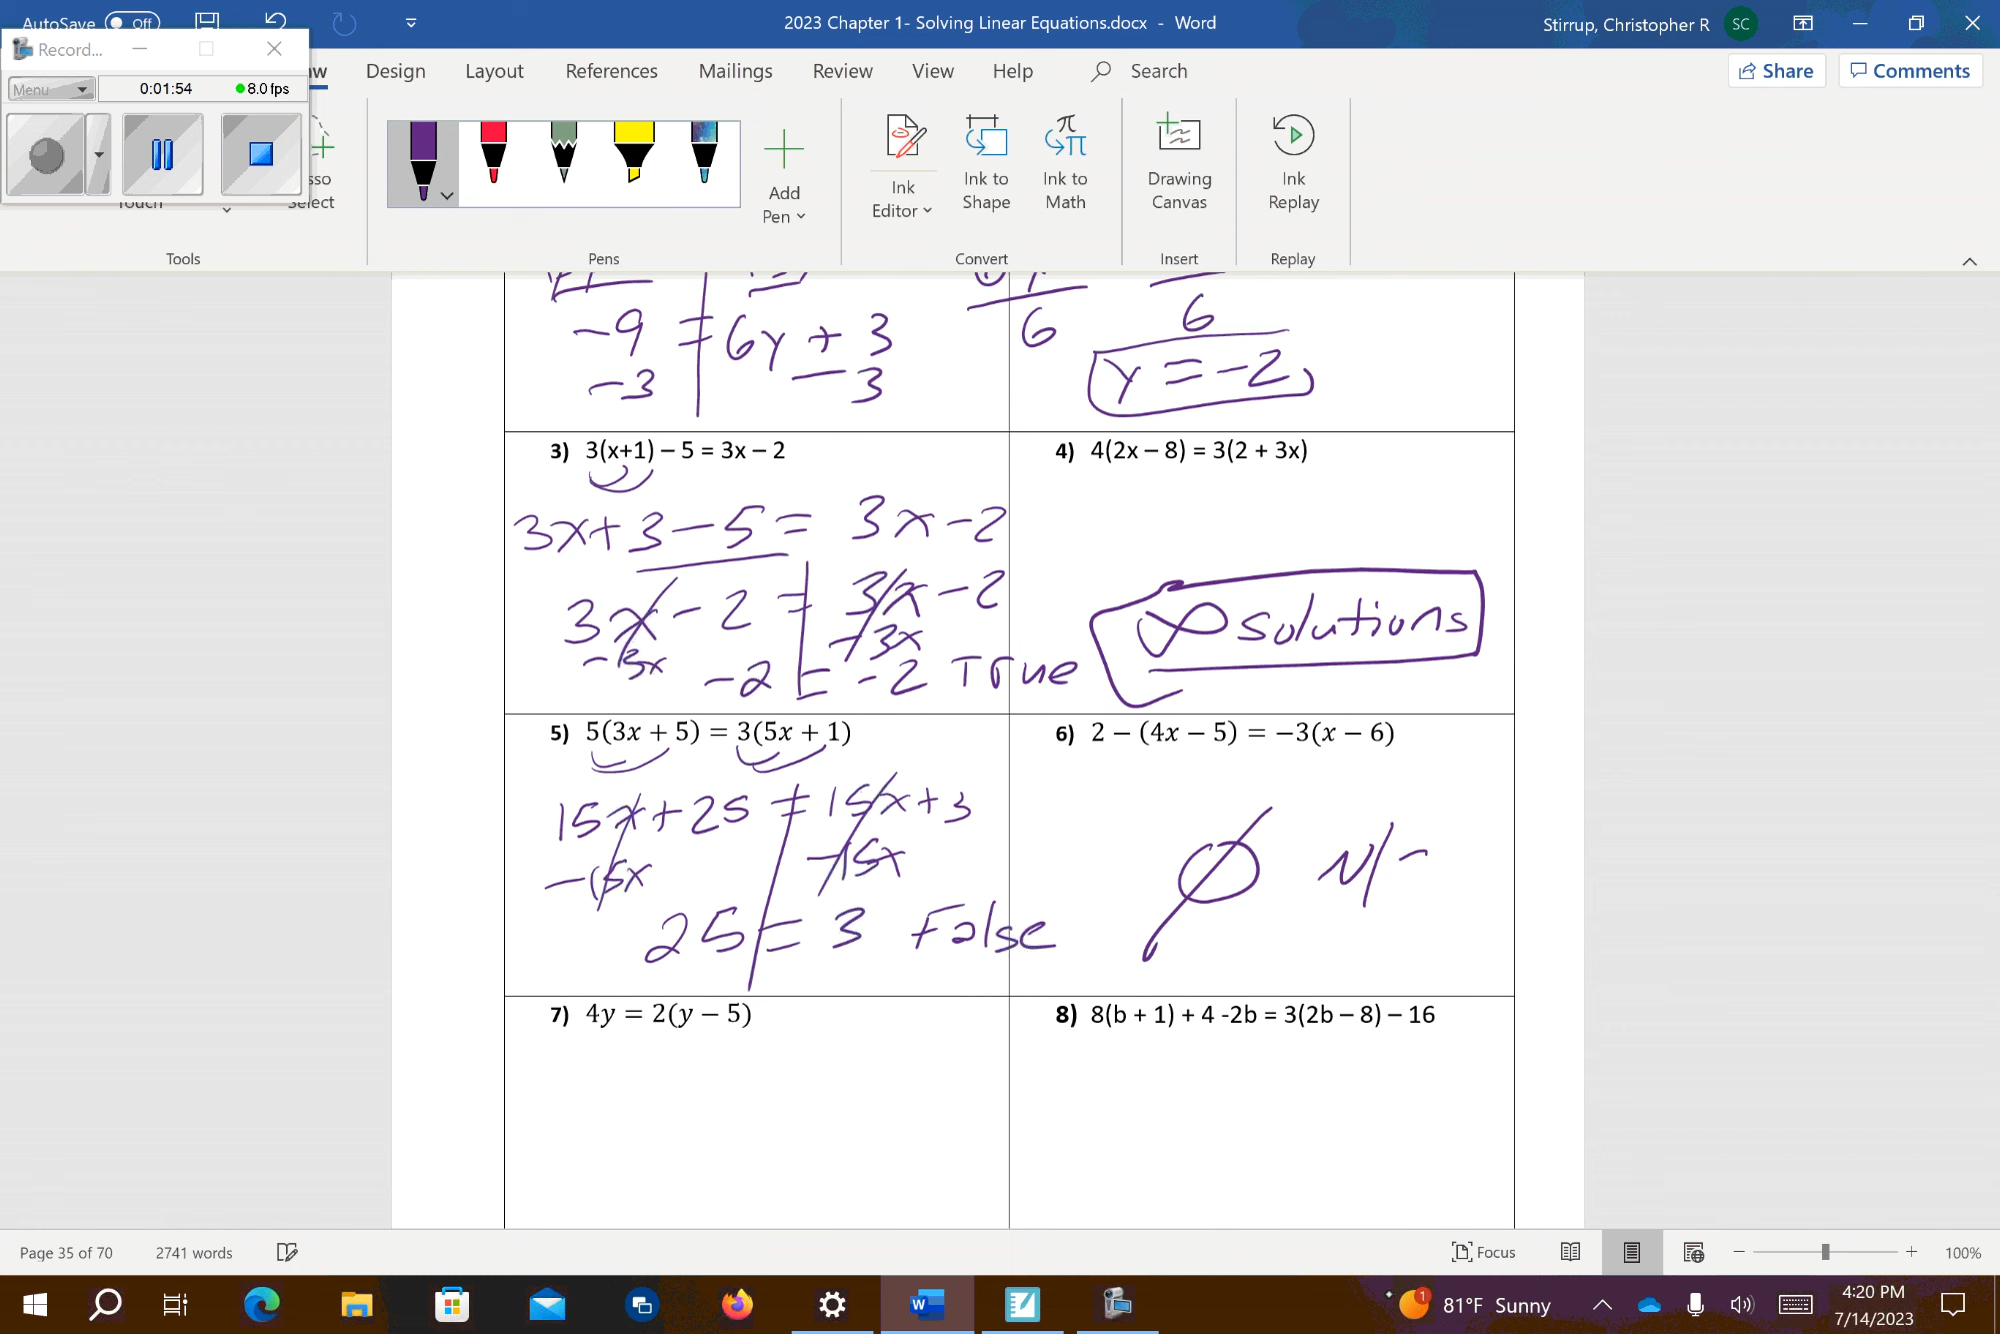 AutoSave Off
2023 Chapter 1- Solving Linear Equations.docx - Word
Stirrup, Christopher R SC
Record...
Menu 0:01:54 8.0 fps
Design Layout References Mailings Review View Help Search
Share Comments
Add Pen
Ink Editor
Ink to Shape
Ink to Math
Drawing Canvas
Ink Replay
Touch
Select
Tools Pens Convert Insert Replay
-9 = 6y + 3
-3 - 3
6 6
y = -2
3) 3(x+1) – 5 = 3x – 2
3x+3-5 = 3x-2
3x - 2 = 3x - 2
-3x -3x
-2 = -2 True
4) 4(2x – 8) = 3(2 + 3x)
∞ solutions
5) 5(3x + 5) = 3(5x + 1)
15x + 25 = 15x + 3
-15x -15x
25 = 3 False
6) 2 − (4x − 5) = −3(x − 6)
∅ N/
7) 4y = 2(y − 5)
8) 8(b + 1) + 4 -2b = 3(2b – 8) – 16
Page 35 of 70 2741 words
Focus 100%
1 81°F Sunny
4:20 PM
7/14/2023